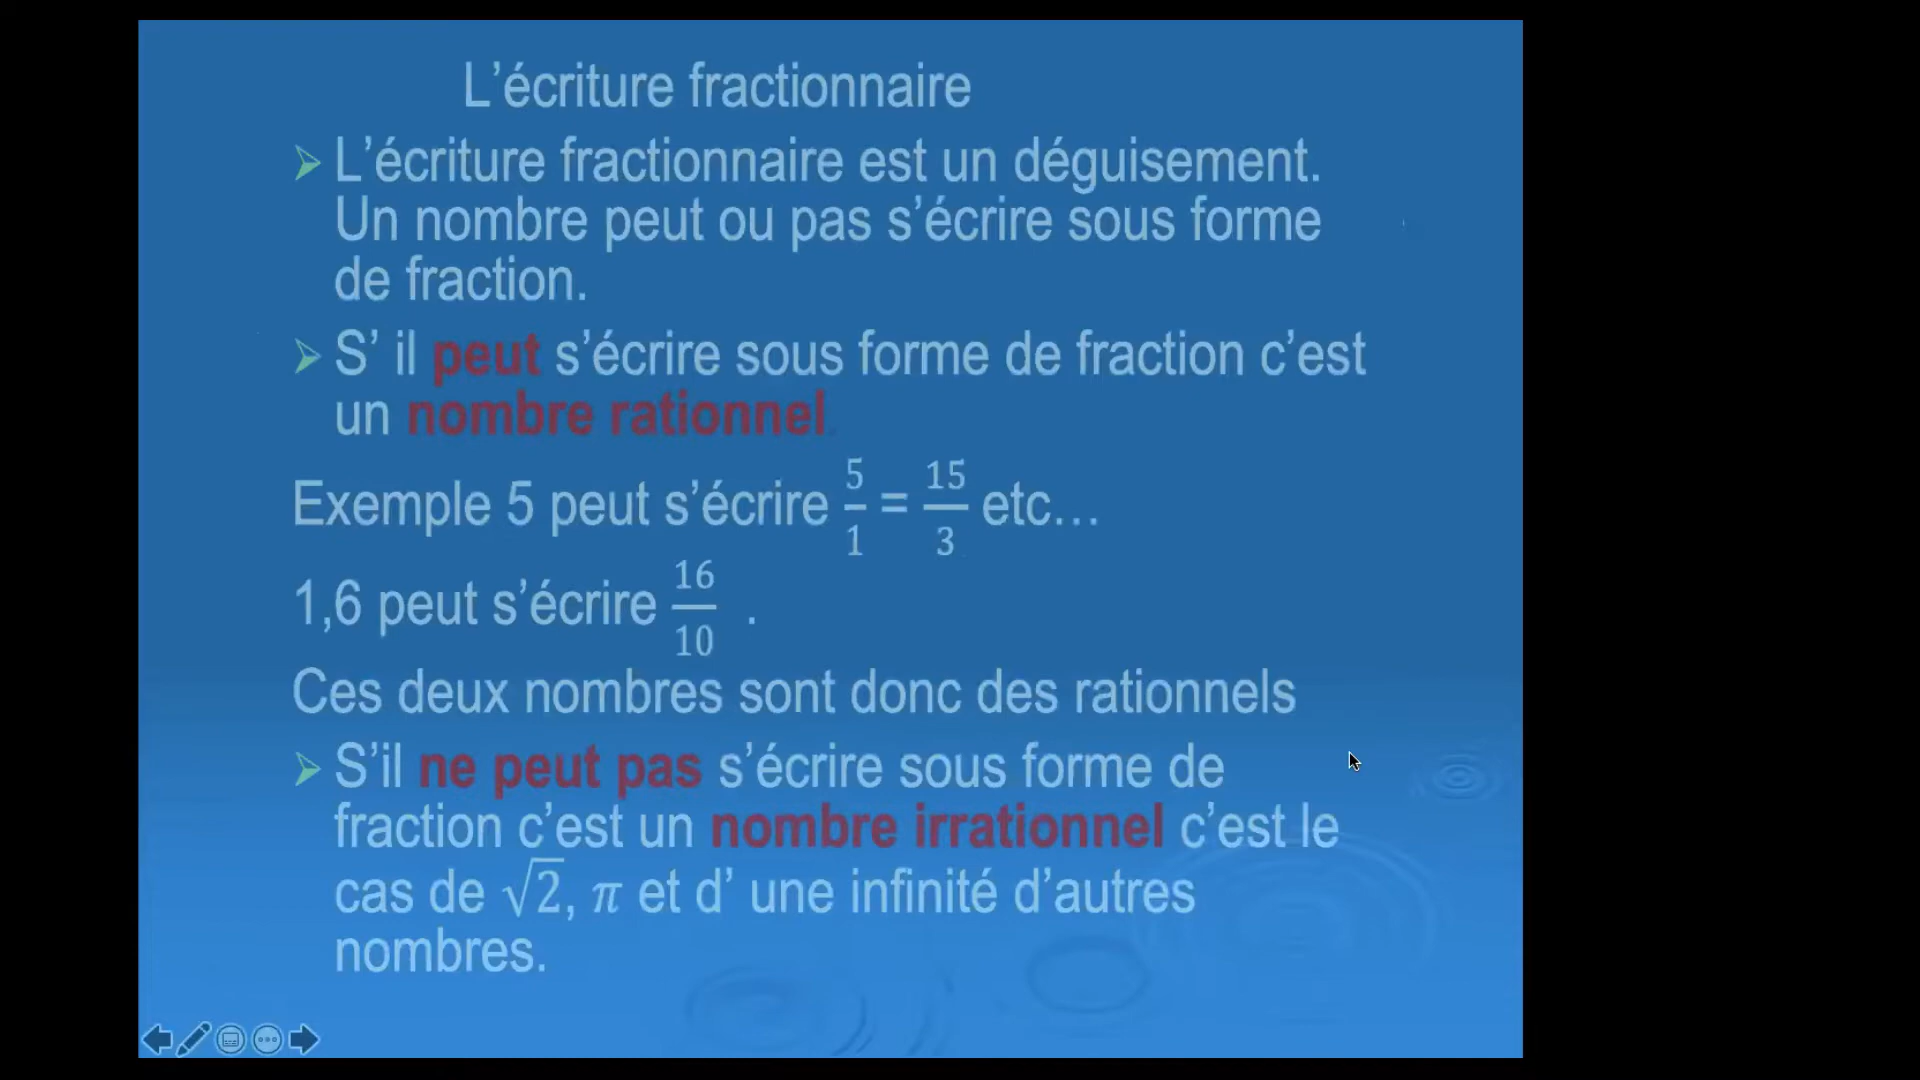 L’écriture fractionnaire
L’écriture fractionnaire est un déguisement.
Un nombre peut ou pas s’écrire sous forme
de fraction.
S’ il peut s’écrire sous forme de fraction c’est
un nombre rationnel.
Exemple 5 peut s’écrire 5/1 = 15/3 etc…
1,6 peut s’écrire 16/10 .
Ces deux nombres sont donc des rationnels
S’il ne peut pas s’écrire sous forme de
fraction c’est un nombre irrationnel c’est le
cas de √2, π et d’ une infinité d’autres
nombres.